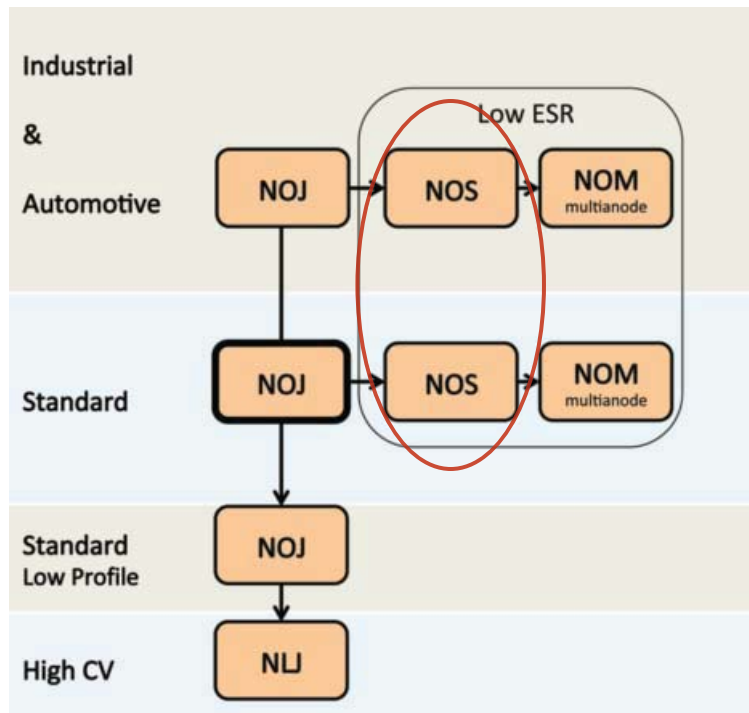 Industrial
&
Automotive
Low ESR
NOJ
NOS
NOM
multianode
Standard
NOJ
NOS
NOM
multianode
Standard
Low Profile
NOJ
High CV
NLJ